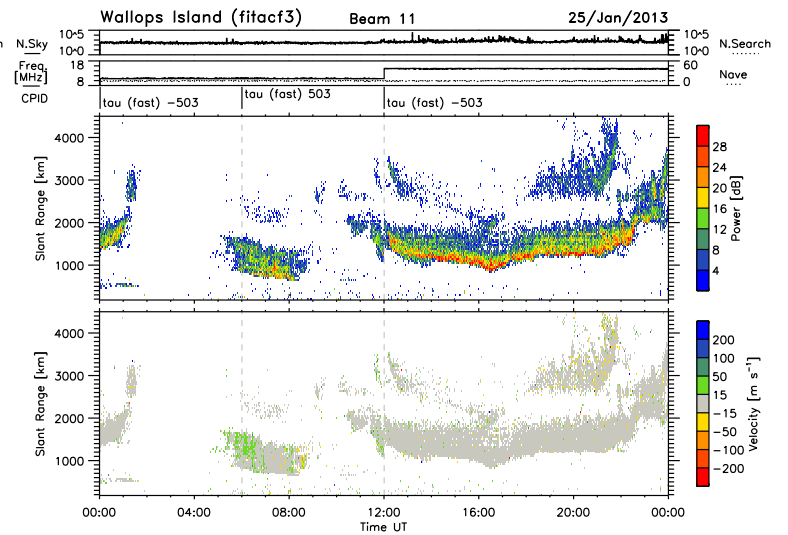 Wallops Island (fitacf3) Beam 11 25/Jan/2013
n N.Sky 10^5 10^0 10^5 10^0 N.Search
Freq. [MHz] 18 8 60 0 Nave
CPID tau (fast) -503 tau (fast) 503 tau (fast) -503
Slant Range [km]
4000
3000
2000
1000
28
24
20
16
12
8
4
Power [dB]
Slant Range [km]
4000
3000
2000
1000
200
100
50
15
-15
-50
-100
-200
Velocity [m s⁻¹]
00:00 04:00 08:00 12:00 16:00 20:00 00:00
Time UT